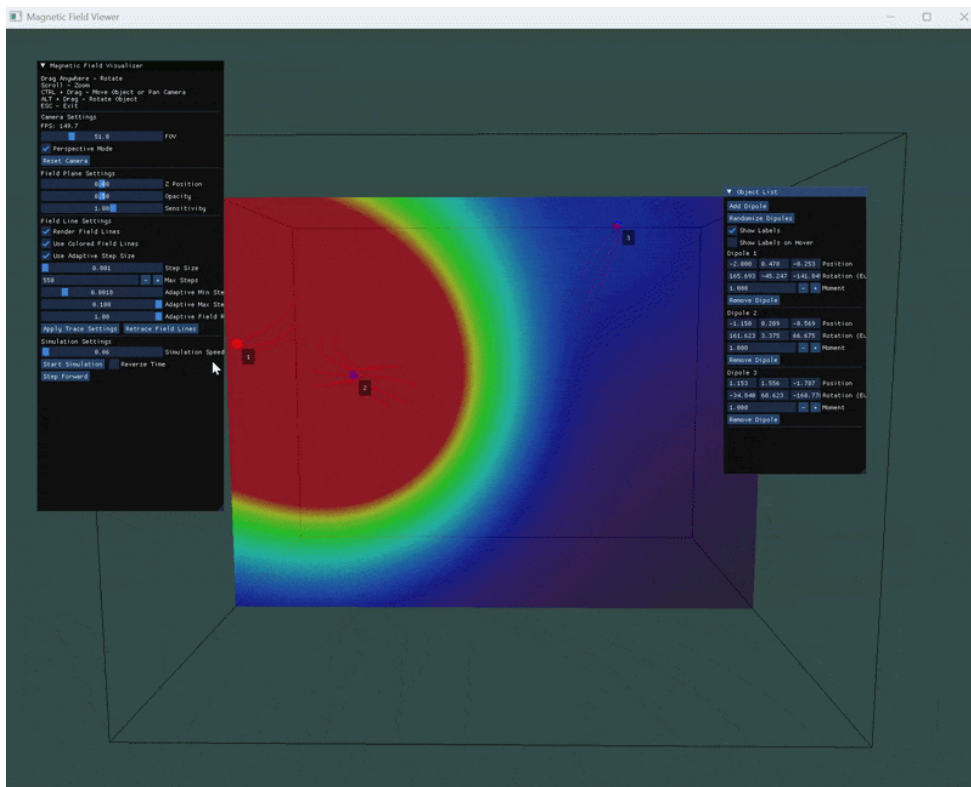 Magnetic Field Viewer
Magnetic Field Visualizer
Drag Anywhere - Rotate
Scroll - Zoom
CTRL + Drag - Move Object or Pan Camera
ALT + Drag - Rotate Object
ESC - Exit
Camera Settings
FPS: 149.7
51.0 FOV
Perspective Mode
Reset Camera
Field Plane Settings
Z Position
Opacity
1.00 Sensitivity
Field Line Settings
Render Field Lines
Use Colored Field Lines
Use Adaptive Step Size
0.001 Step Size
550 - + Max Steps
0.0010 Adaptive Min Ste
0.100 Adaptive Max Ste
1.00 Adaptive Field R
Apply Trace Settings Retrace Field Lines
Simulation Settings
0.06 Simulation Speed
Start Simulation Reverse Time
Step Forward
1
2
3
Object List
Add Dipole
Randomize Dipoles
Show Labels
Show Labels on Hover
Dipole 1
-2.000 0.470 -0.253 Position
165.693 -45.247 Rotation (Eu
1.000 - + Moment
Remove Dipole
Dipole 2
-1.150 0.209 -0.569 Position
161.623 3.375 66.675 Rotation (Eu
1.000 - + Moment
Remove Dipole
Dipole 3
1.153 1.556 -1.787 Position
-34.848 68.623 Rotation (Eu
1.000 - + Moment
Remove Dipole